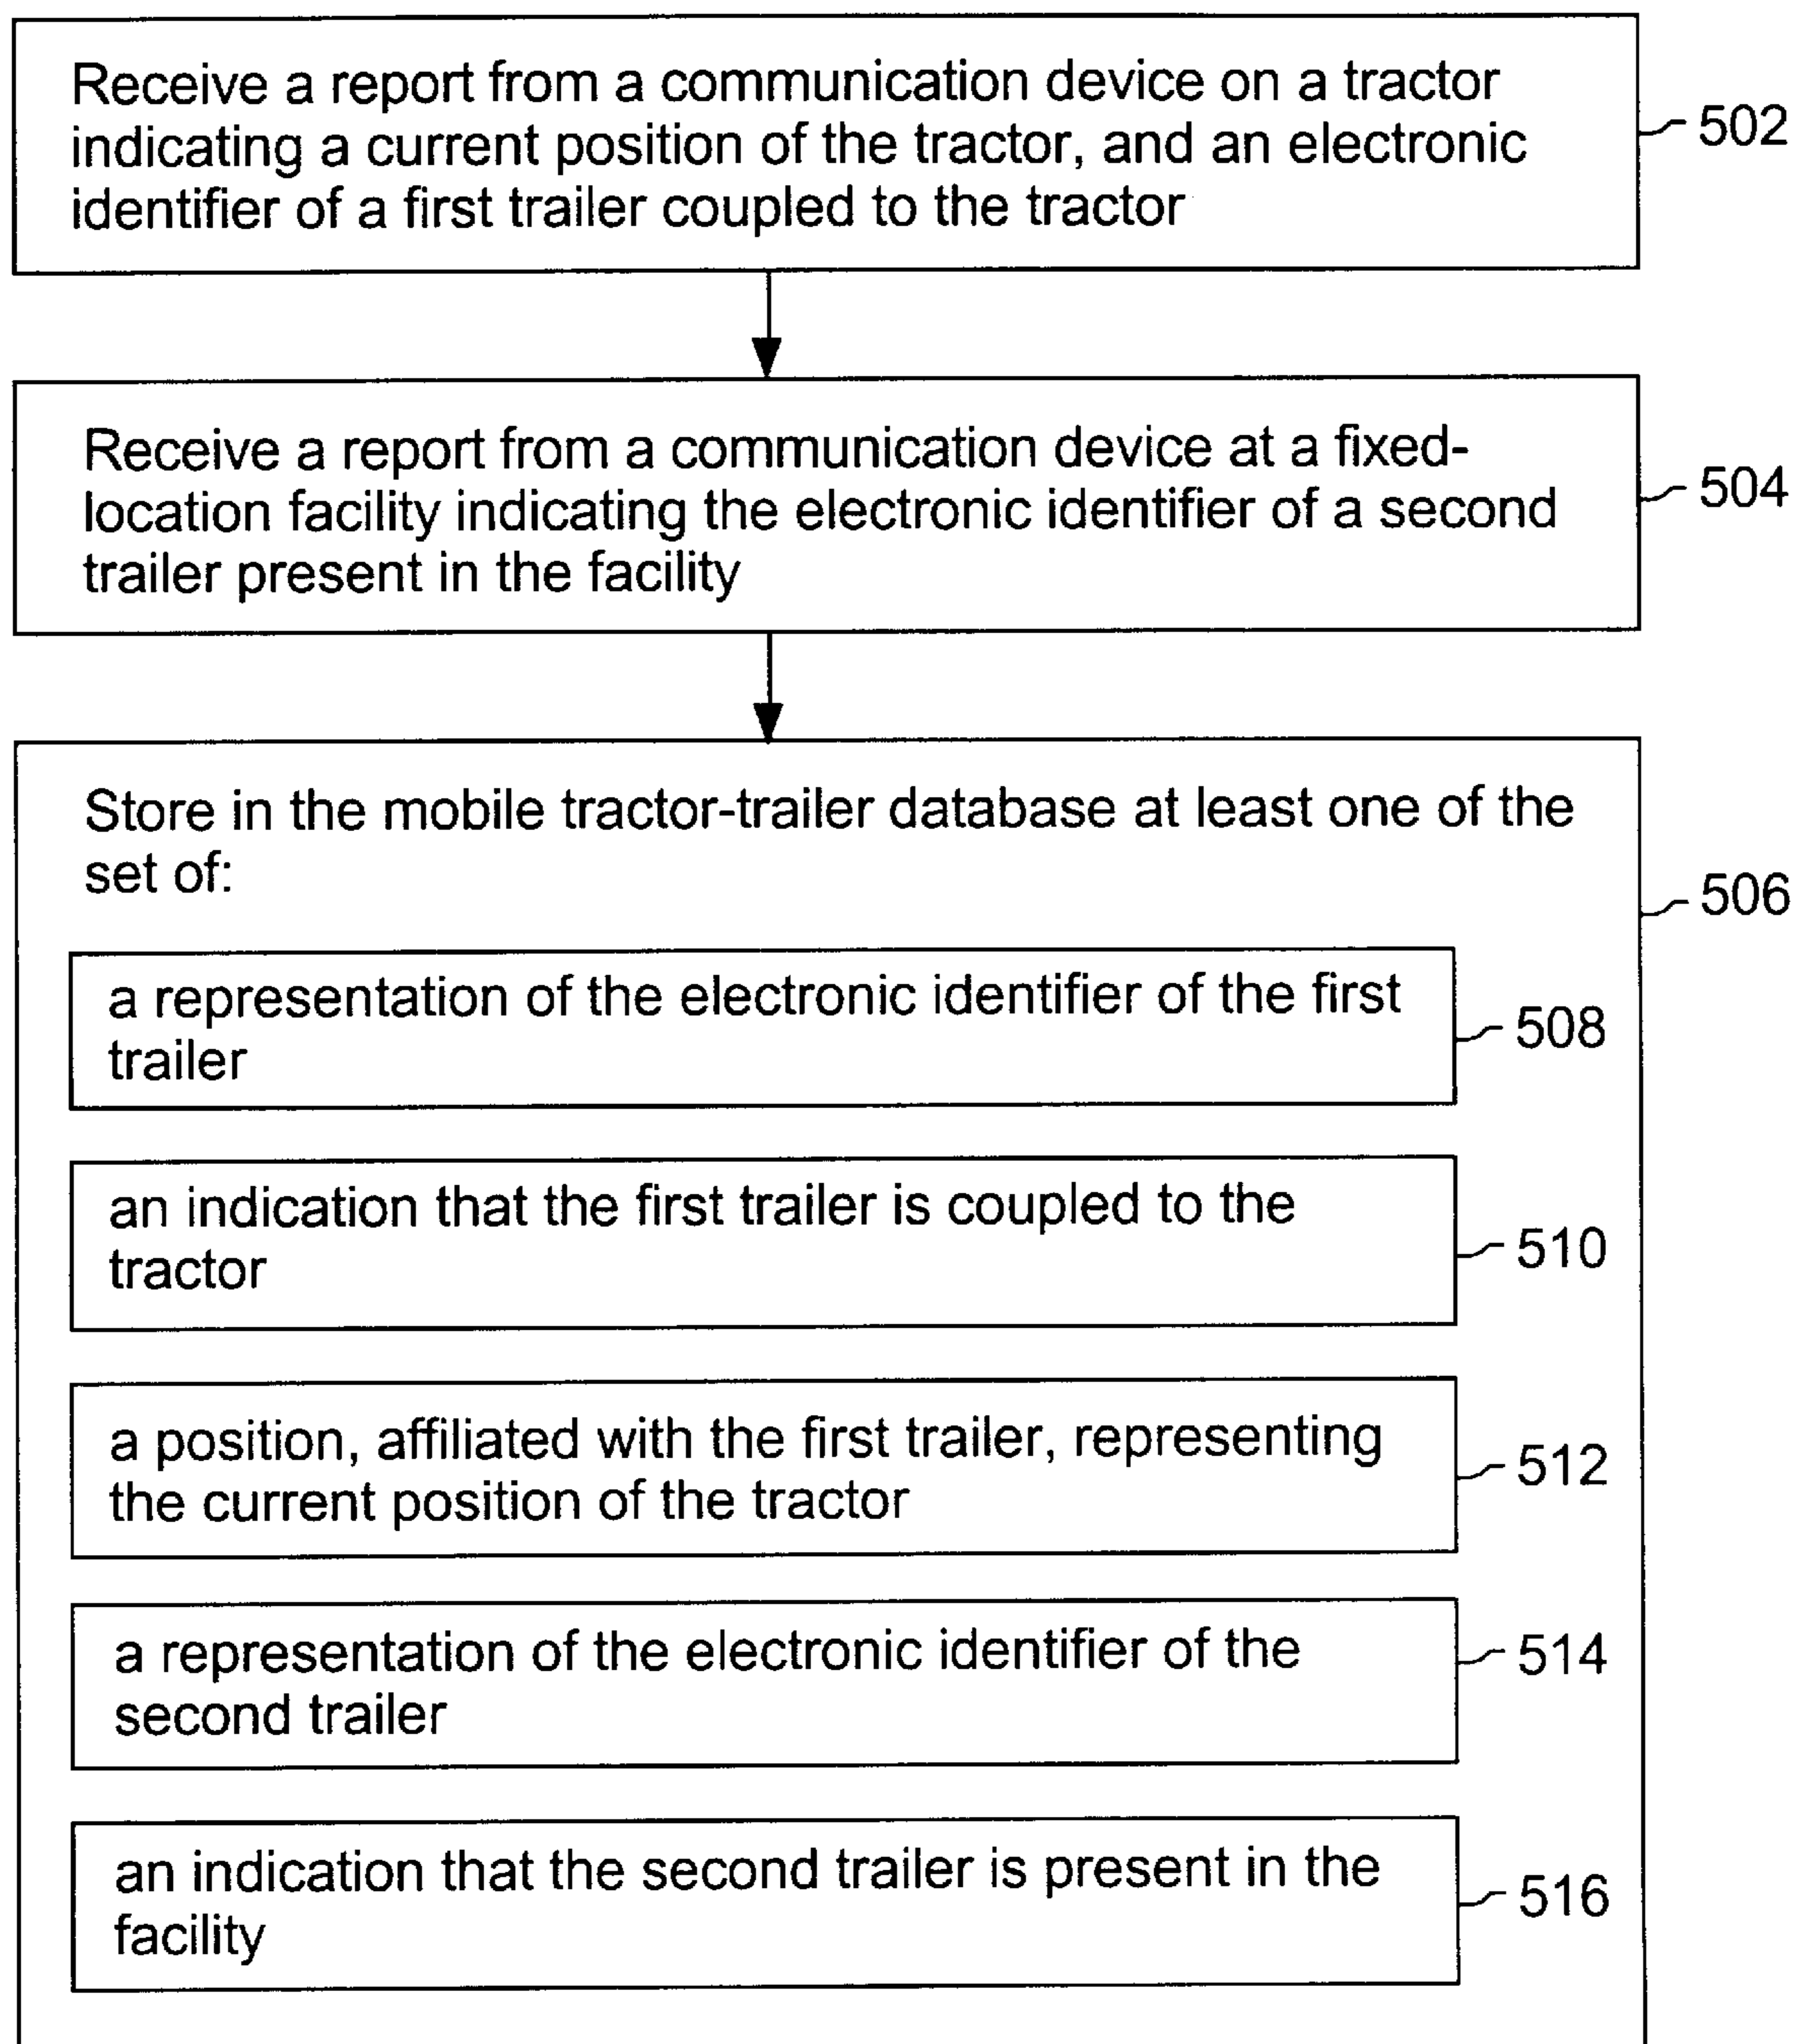 Receive a report from a communication device on a tractor
indicating a current position of the tractor, and an electronic
identifier of a first trailer coupled to the tractor
502
Receive a report from a communication device at a fixed-
location facility indicating the electronic identifier of a second
trailer present in the facility
504
Store in the mobile tractor-trailer database at least one of the
set of:
506
a representation of the electronic identifier of the first
trailer
508
an indication that the first trailer is coupled to the
tractor
510
a position, affiliated with the first trailer, representing
the current position of the tractor
512
a representation of the electronic identifier of the
second trailer
514
an indication that the second trailer is present in the
facility
516